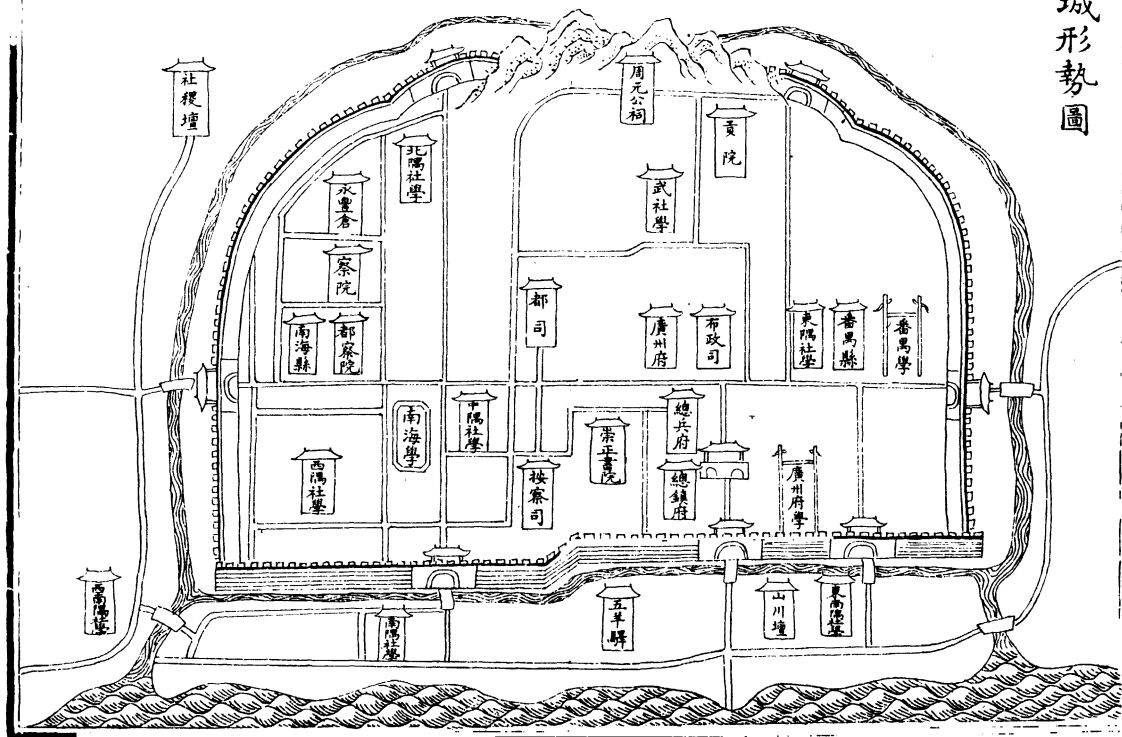 城形勢圖
社稷壇
周元公祠
貢院
北隅社學
武社學
永豐倉
察院
都司
南海縣
都察院
廣州府
布政司
東隅社學
番禺縣
番禺學
中隅社學
南海學
總兵府
崇正書院
西隅社學
按察司
總鎮府
廣州府學
西南隅社學
南隅社學
五羊驛
山川壇
東南隅社學